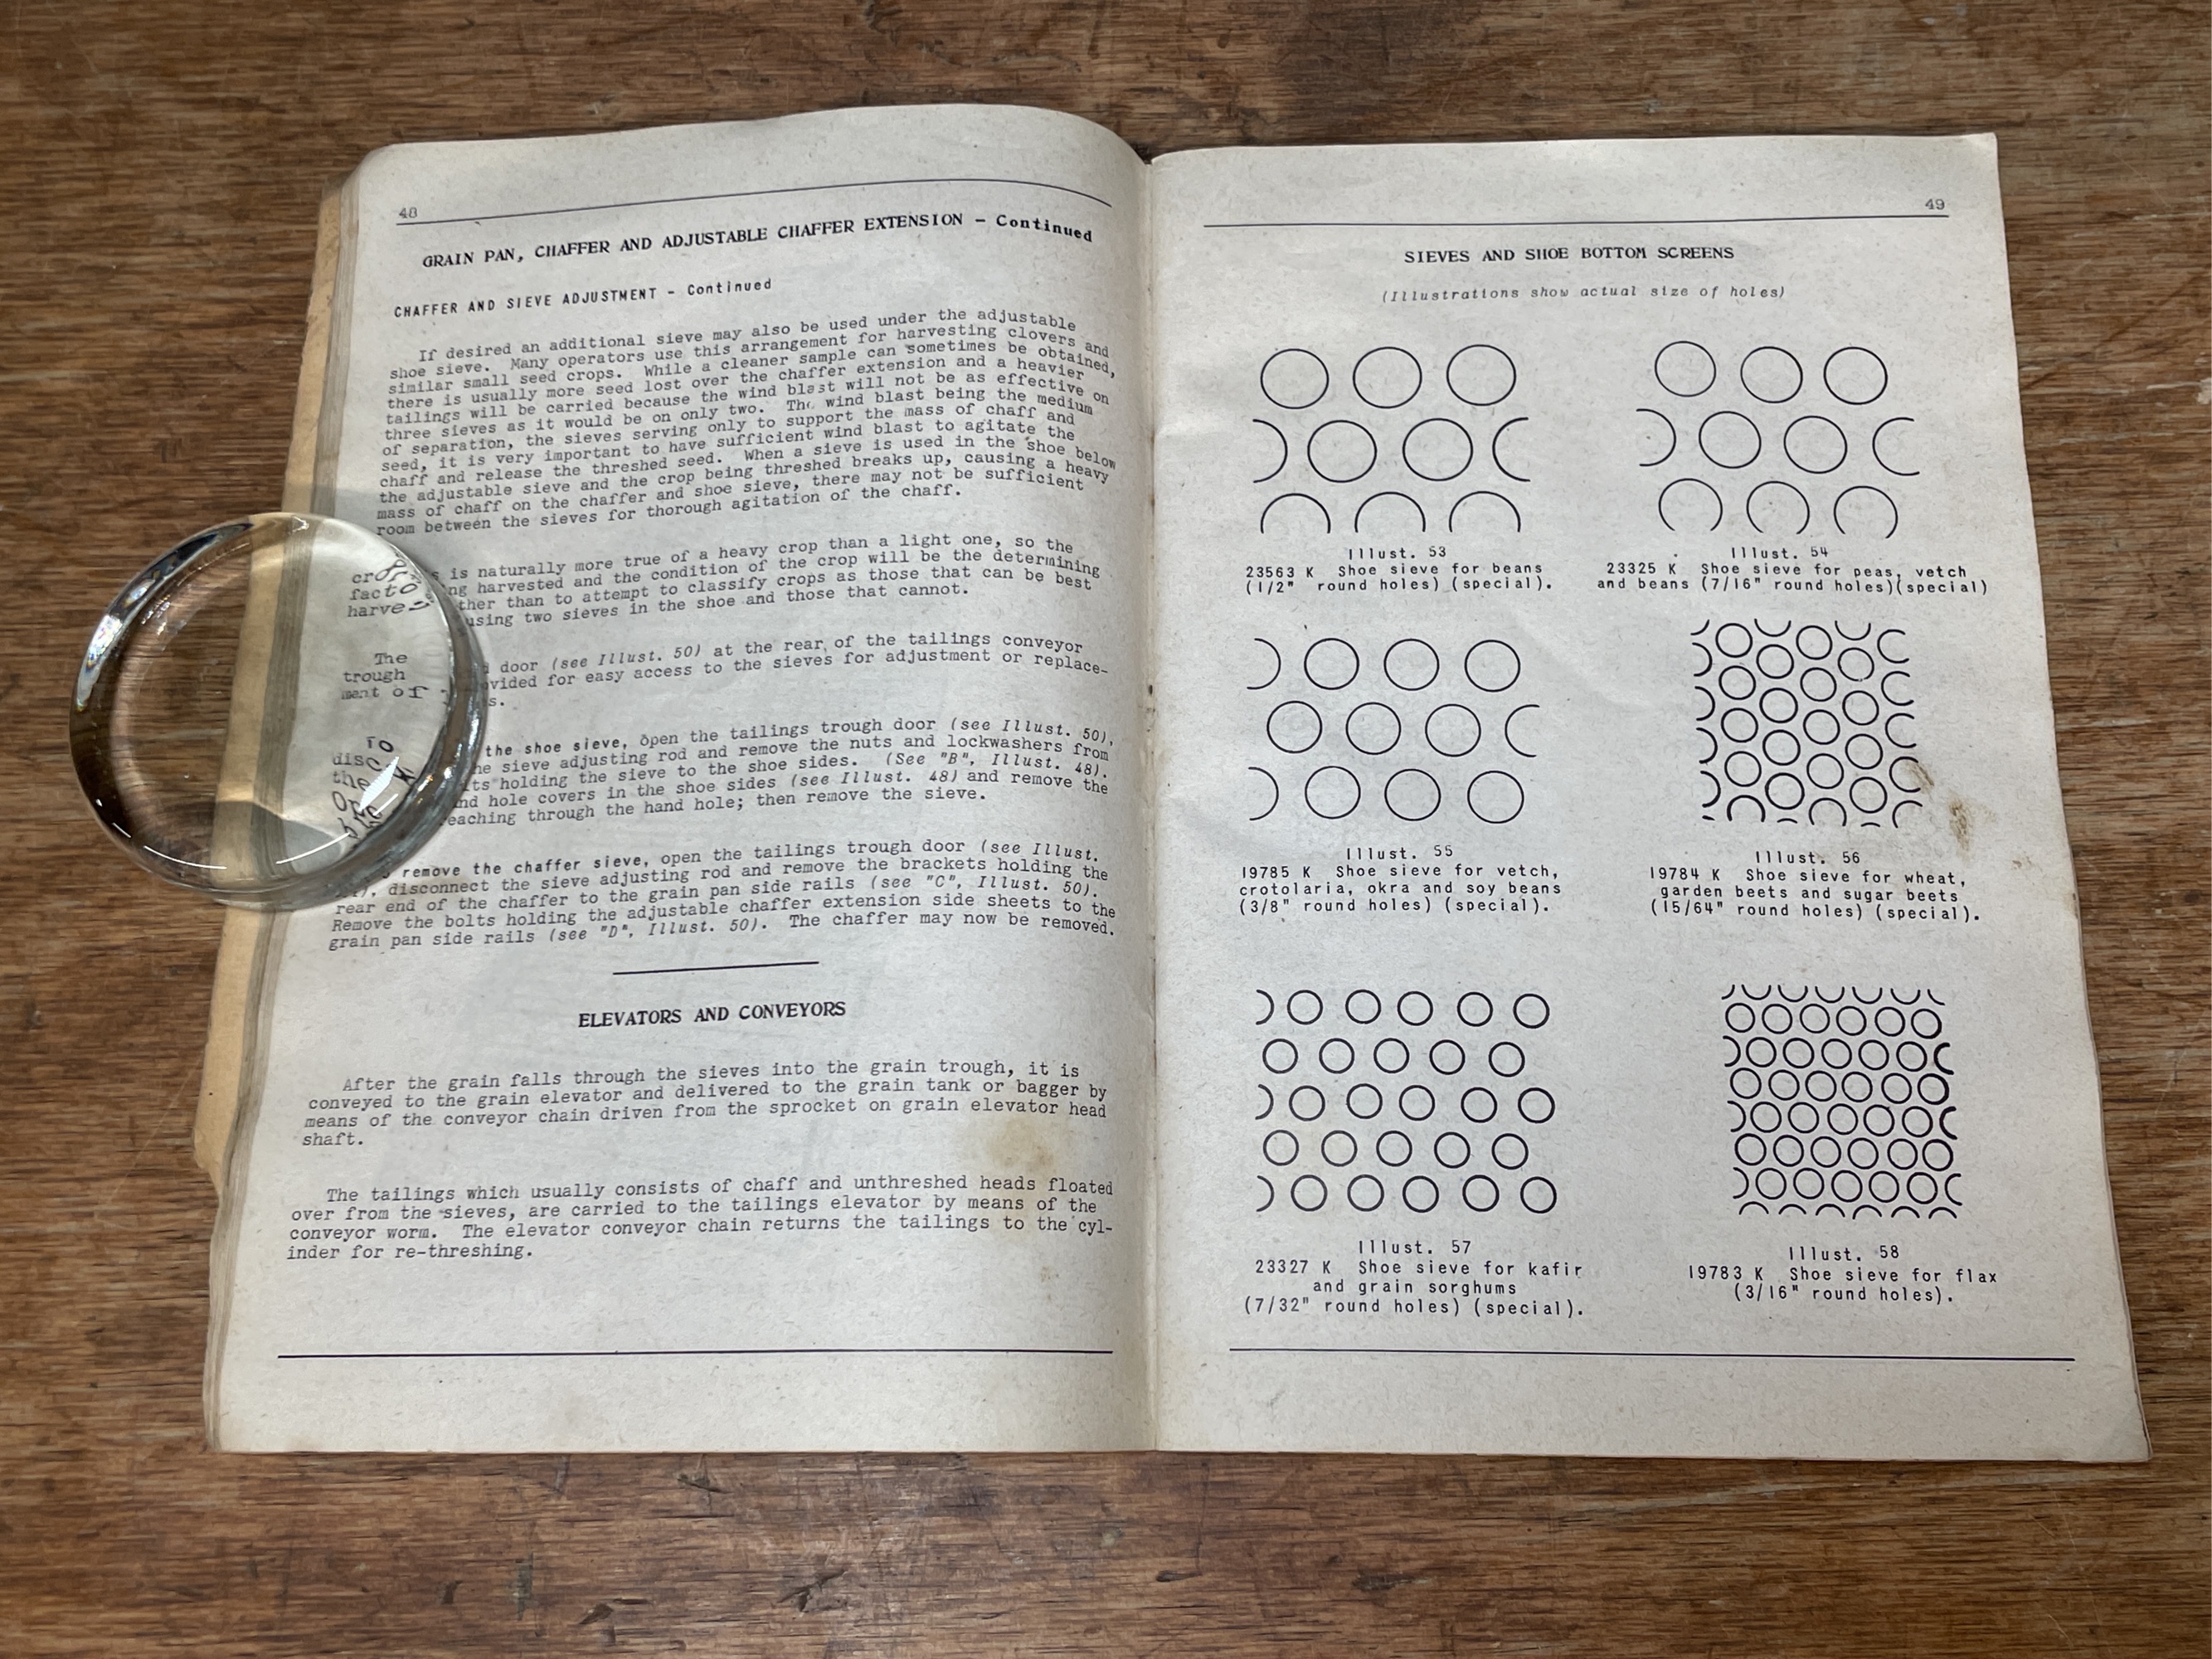 48
GRAIN PAN, CHAFFER AND ADJUSTABLE CHAFFER EXTENSION - Continued
CHAFFER AND SIEVE ADJUSTMENT - Continued
If desired an additional sieve may also be used under the adjustable
shoe sieve. Many operators use this arrangement for harvesting clovers and
similar small seed crops. While a cleaner sample can sometimes be obtained,
there is usually more seed lost over the chaffer extension and a heavier
tailings will be carried because the wind blast will not be as effective on
three sieves as it would be on only two. The wind blast being the medium
of separation, the sieves serving only to support the mass of chaff and
seed, it is very important to have sufficient wind blast to agitate the
chaff and release the threshed seed. When a sieve is used in the shoe below
the adjustable sieve and the crop being threshed breaks up, causing a heavy
mass of chaff on the chaffer and shoe sieve, there may not be sufficient
room between the sieves for thorough agitation of the chaff.
is naturally more true of a heavy crop than a light one, so the
harvested and the condition of the crop will be the determining
than to attempt to classify crops as those that can be best
using two sieves in the shoe and those that cannot.
The door (see Illust. 50) at the rear of the tailings conveyor
trough for easy access to the sieves for adjustment or replace-
ment of
the shoe sieve, open the tailings trough door (see Illust. 50),
sieve adjusting rod and remove the nuts and lockwashers from
holding the sieve to the shoe sides. (See "B", Illust. 48).
hole covers in the shoe sides (see Illust. 48) and remove the
through the hand hole; then remove the sieve.
remove the chaffer sieve, open the tailings trough door (see Illust.
disconnect the sieve adjusting rod and remove the brackets holding the
rear end of the chaffer to the grain pan side rails (see "C", Illust. 50).
Remove the bolts holding the adjustable chaffer extension side sheets to the
grain pan side rails (see "D", Illust. 50). The chaffer may now be removed.
ELEVATORS AND CONVEYORS
After the grain falls through the sieves into the grain trough, it is
conveyed to the grain elevator and delivered to the grain tank or bagger by
means of the conveyor chain driven from the sprocket on grain elevator head
shaft.
The tailings which usually consists of chaff and unthreshed heads floated
over from the sieves, are carried to the tailings elevator by means of the
conveyor worm. The elevator conveyor chain returns the tailings to the cyl-
inder for re-threshing.
49
SIEVES AND SHOE BOTTOM SCREENS
(Illustrations show actual size of holes)
Illust. 53
23563 K Shoe sieve for beans
(1/2" round holes) (special).
Illust. 54
23325 K Shoe sieve for peas, vetch
and beans (7/16" round holes)(special)
Illust. 55
19785 K Shoe sieve for vetch,
crotolaria, okra and soy beans
(3/8" round holes) (special).
Illust. 56
19784 K Shoe sieve for wheat,
garden beets and sugar beets
(15/64" round holes) (special).
Illust. 57
23327 K Shoe sieve for kafir
and grain sorghums
(7/32" round holes) (special).
Illust. 58
19783 K Shoe sieve for flax
(3/16" round holes).